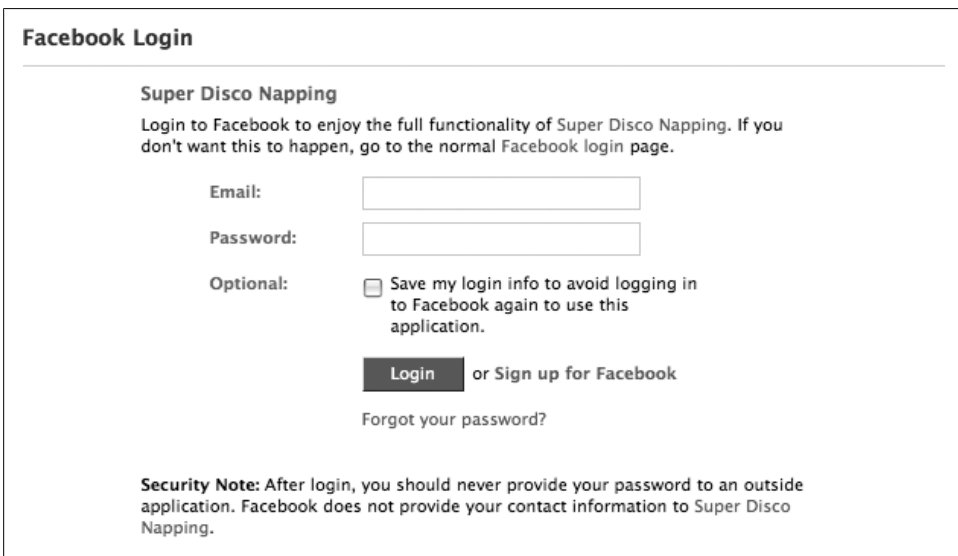 Facebook Login
Super Disco Napping
Login to Facebook to enjoy the full functionality of Super Disco Napping. If you
don't want this to happen, go to the normal Facebook login page.
Email:
Password:
Optional:
Save my login info to avoid logging in
to Facebook again to use this
application.
Login or Sign up for Facebook
Forgot your password?
Security Note: After login, you should never provide your password to an outside
application. Facebook does not provide your contact information to Super Disco
Napping.